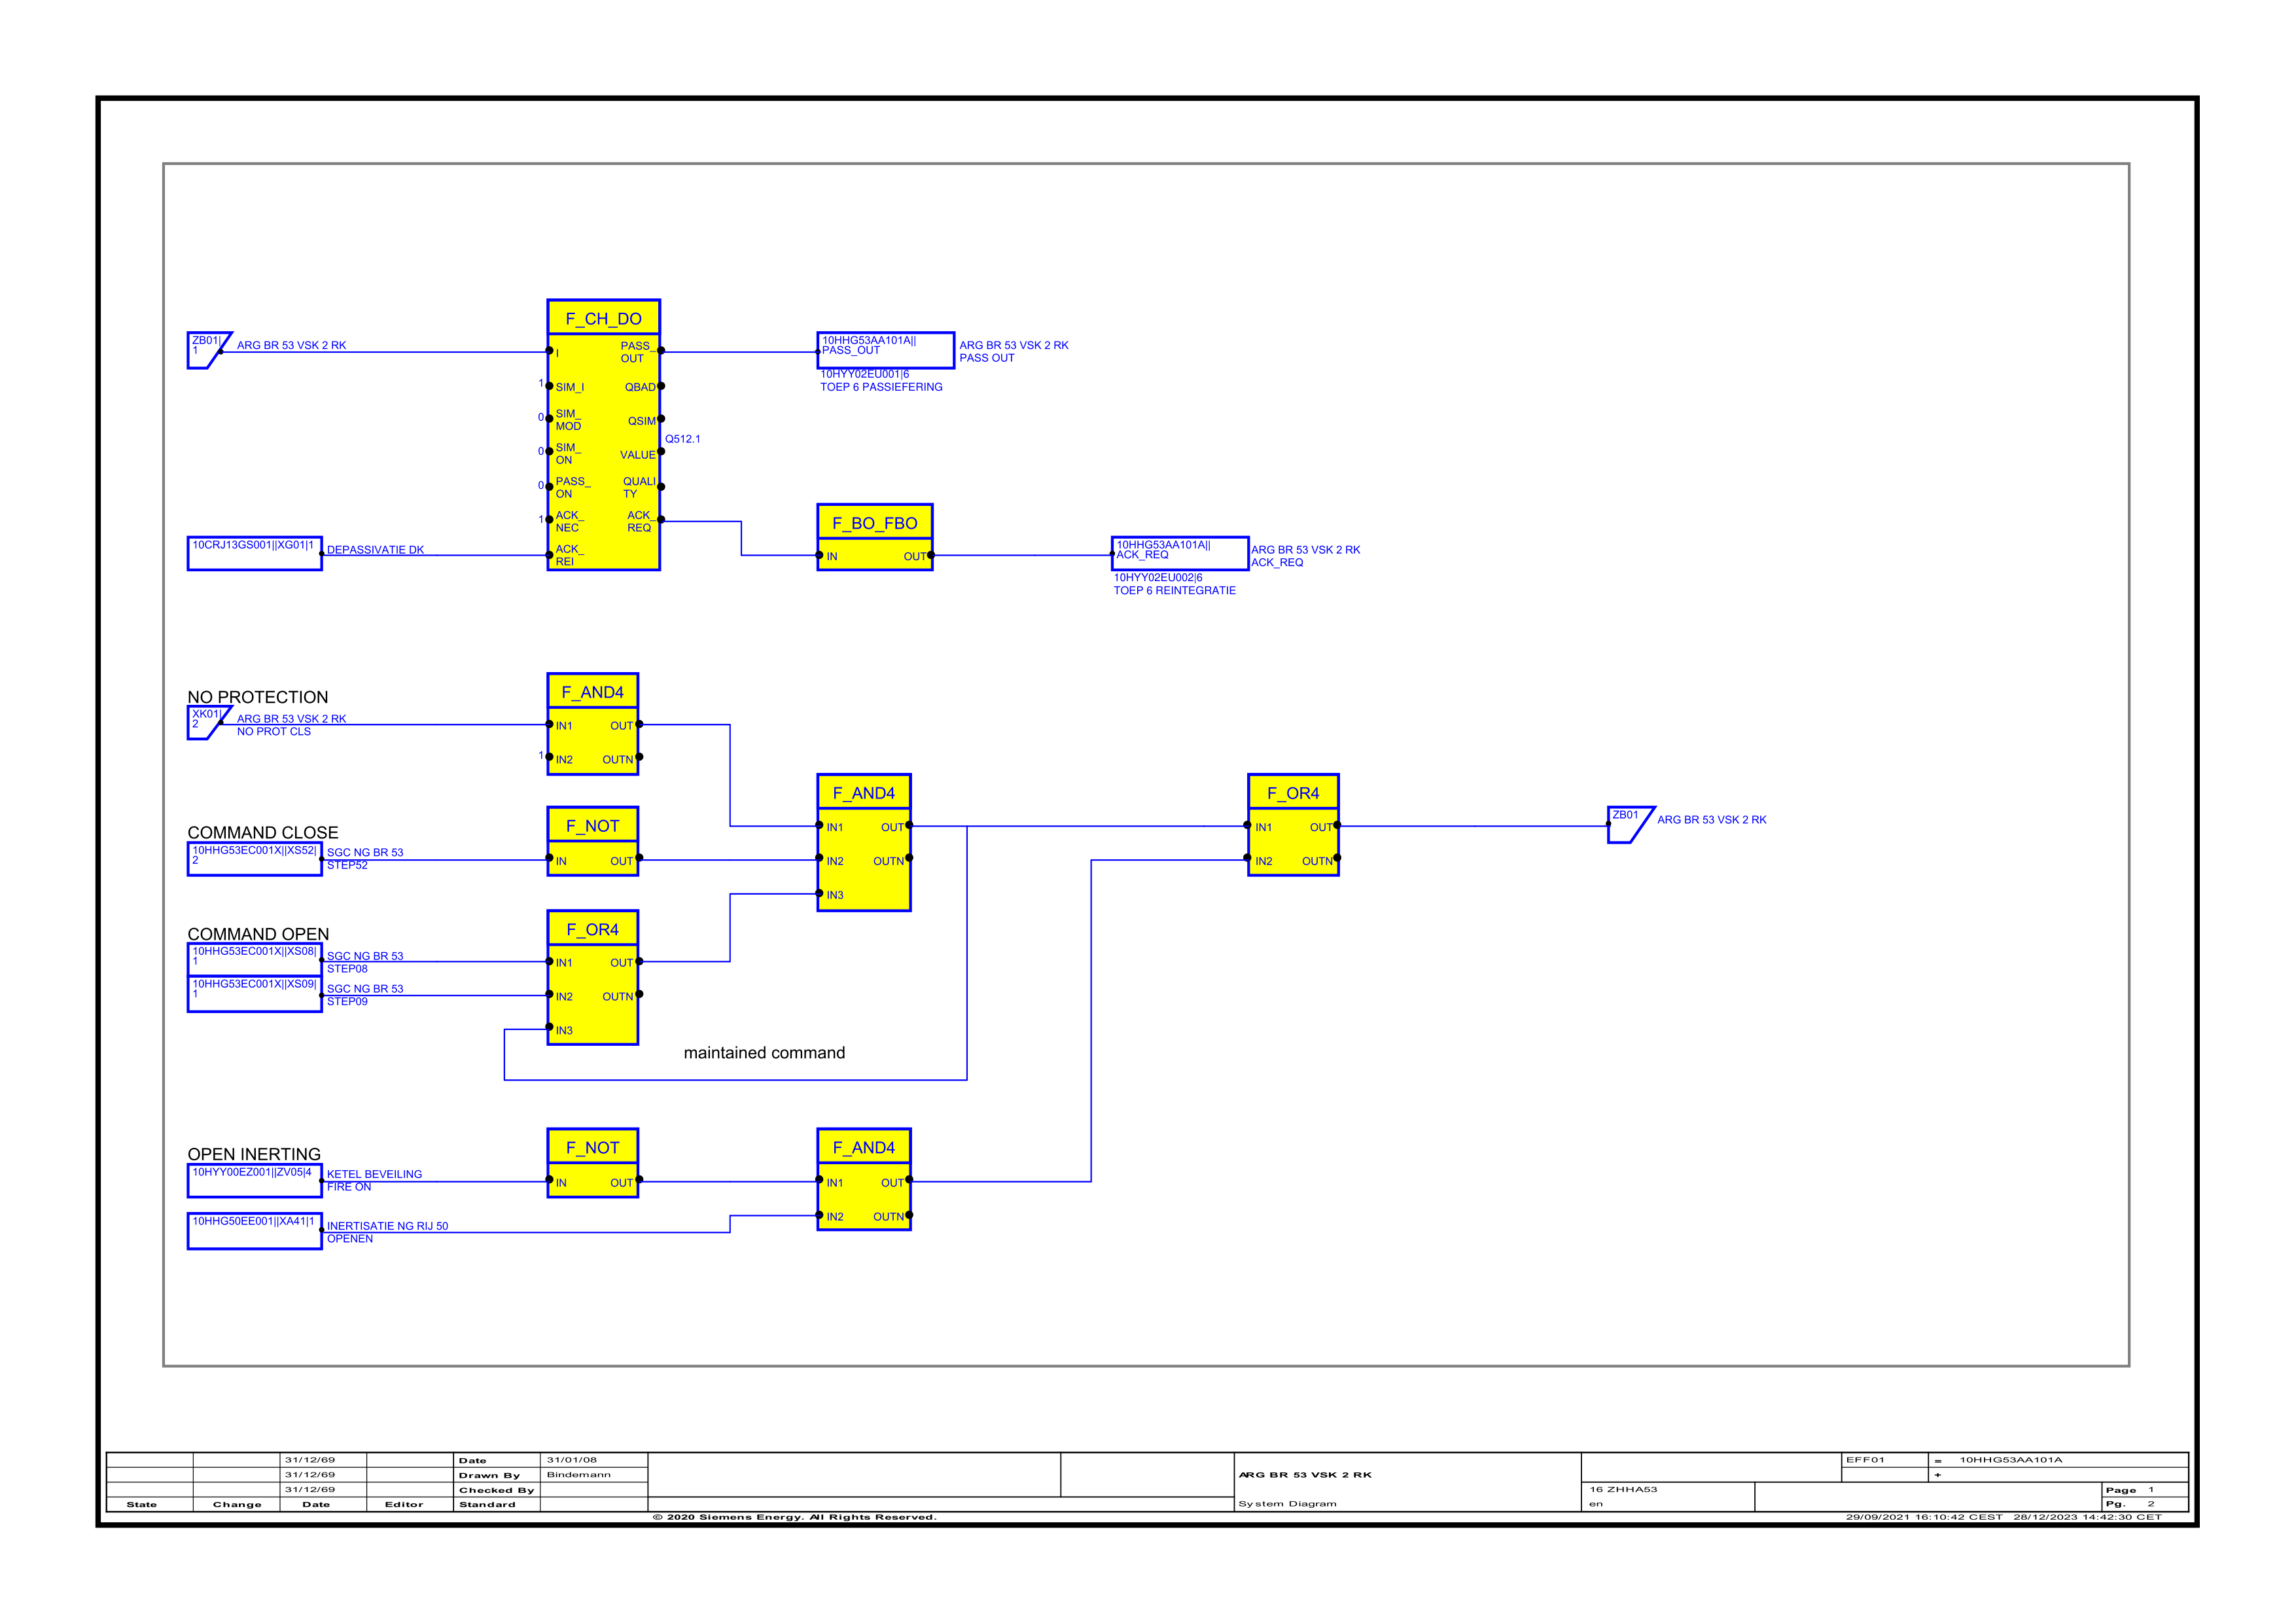 F_CH_DO
ZB01|
1
ARG BR 53 VSK 2 RK
I
PASS_
OUT
10HHG53AA101A||
PASS_OUT
ARG BR 53 VSK 2 RK
PASS OUT
10HYY02EU001|6
TOEP 6 PASSIEFERING
1
SIM_I
QBAD
0
SIM_
MOD
QSIM
Q512.1
0
SIM_
ON
VALUE
0
PASS_
ON
QUALI
TY
1
ACK_
NEC
ACK_
REQ
F_BO_FBO
10CRJ13GS001||XG01|1
DEPASSIVATIE DK
ACK_
REI
IN
OUT
10HHG53AA101A||
ACK_REQ
ARG BR 53 VSK 2 RK
ACK_REQ
10HYY02EU002|6
TOEP 6 REINTEGRATIE
NO PROTECTION
XK01|
2
ARG BR 53 VSK 2 RK
NO PROT CLS
F_AND4
IN1
OUT
1
IN2
OUTN
COMMAND CLOSE
10HHG53EC001X||XS52|
2
SGC NG BR 53
STEP52
F_NOT
IN
OUT
F_AND4
IN1
OUT
IN2
OUTN
IN3
F_OR4
IN1
OUT
IN2
OUTN
ZB01
ARG BR 53 VSK 2 RK
COMMAND OPEN
10HHG53EC001X||XS08|
1
SGC NG BR 53
STEP08
10HHG53EC001X||XS09|
1
SGC NG BR 53
STEP09
F_OR4
IN1
OUT
IN2
OUTN
IN3
maintained command
OPEN INERTING
10HYY00EZ001||ZV05|4
KETEL BEVEILING
FIRE ON
F_NOT
IN
OUT
F_AND4
IN1
OUT
IN2
OUTN
10HHG50EE001||XA41|1
INERTISATIE NG RIJ 50
OPENEN
31/12/69
Date
31/01/08
EFF01
= 10HHG53AA101A
31/12/69
Drawn By
Bindemann
ARG BR 53 VSK 2 RK
+
31/12/69
Checked By
16 ZHHA53
Page 1
State
Change
Date
Editor
Standard
System Diagram
en
Pg. 2
© 2020 Siemens Energy. All Rights Reserved.
29/09/2021 16:10:42 CEST 28/12/2023 14:42:30 CET